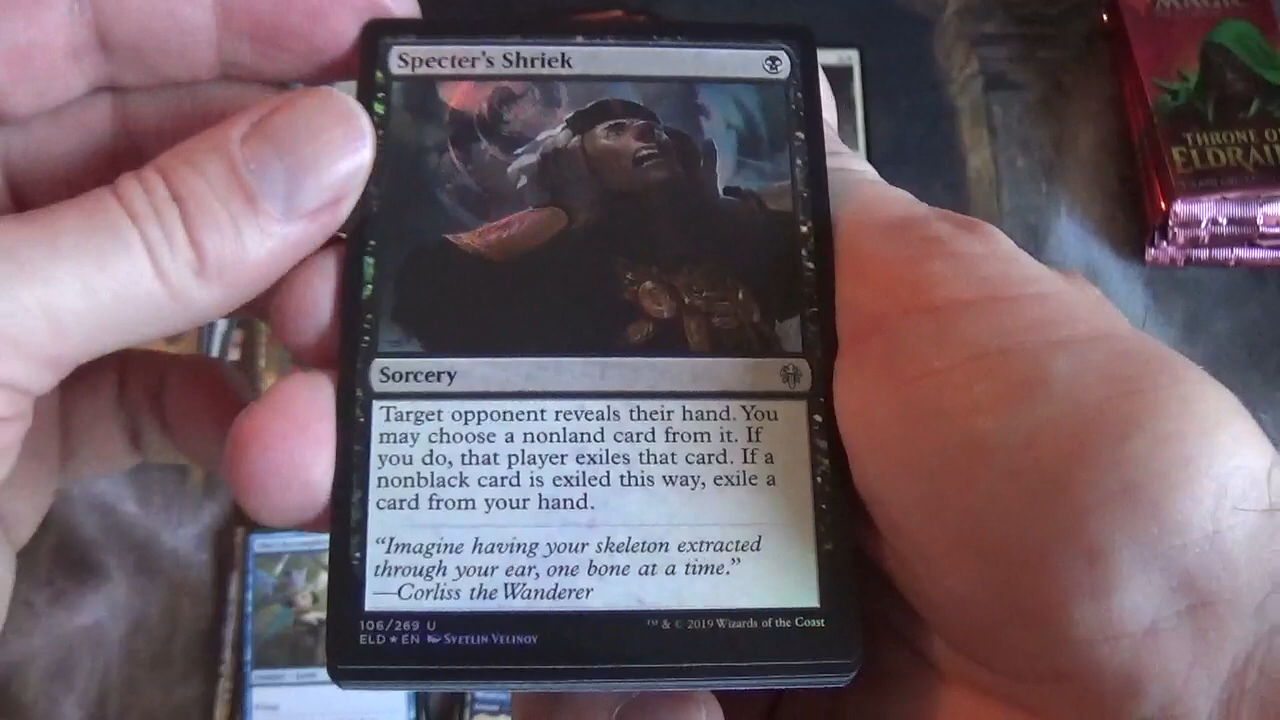 Specter's Shriek
Sorcery
Target opponent reveals their hand. You
may choose a nonland card from it. If
you do, that player exiles that card. If a
nonblack card is exiled this way, exile a
card from your hand.
“Imagine having your skeleton extracted
through your ear, one bone at a time.”
—Corliss the Wanderer
106/269 U
ELD ★ EN Svetlin Velinov
™ & © 2019 Wizards of the Coast
MAGIC
THRONE O
ELDRAI